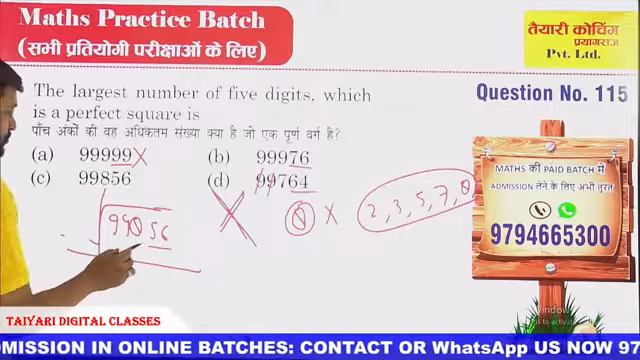 Maths Practice Batch
(सभी प्रतियोगी परीक्षाओं के लिए)
तैयारी कोचिंग
प्रयागराज
Pvt. Ltd.
The largest number of five digits, which
is a perfect square is
पाँच अंकों की वह अधिकतम संख्या क्या है जो एक पूर्ण वर्ग है?
Question No. 115
(a) 99999 X
(b) 99976
(c) 99856
(d) 99764
2, 3, 5, 7, 8
X
MATHS की PAID BATCH में
ADMISSION लेने के लिए अभी तुरत
9794665300
TAIYARI DIGITAL CLASSES
DMISSION IN ONLINE BATCHES: CONTACT OR WhatsApp US NOW 97